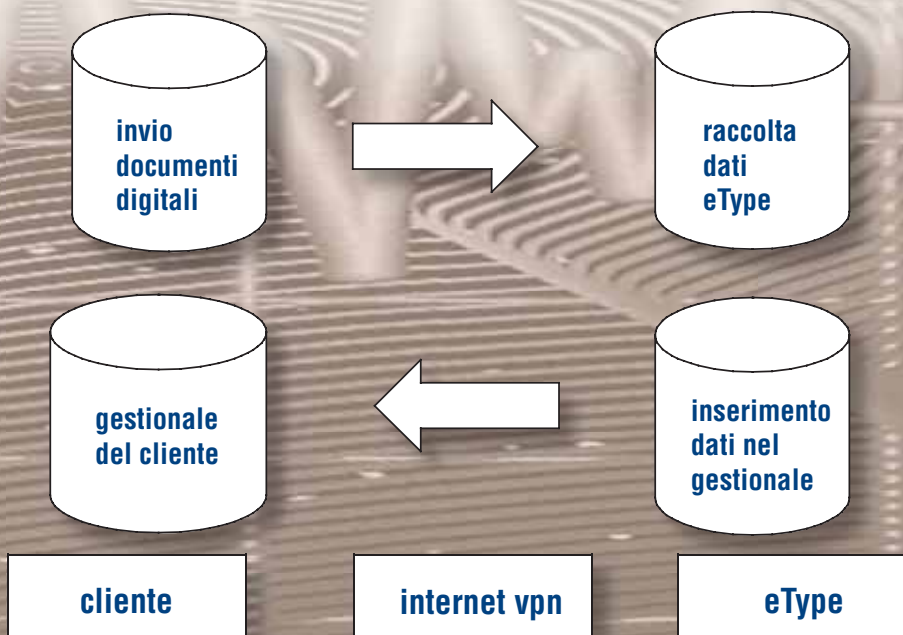 invio
documenti
digitali
raccolta
dati
eType
gestionale
del cliente
inserimento
dati nel
gestionale
cliente
internet vpn
eType